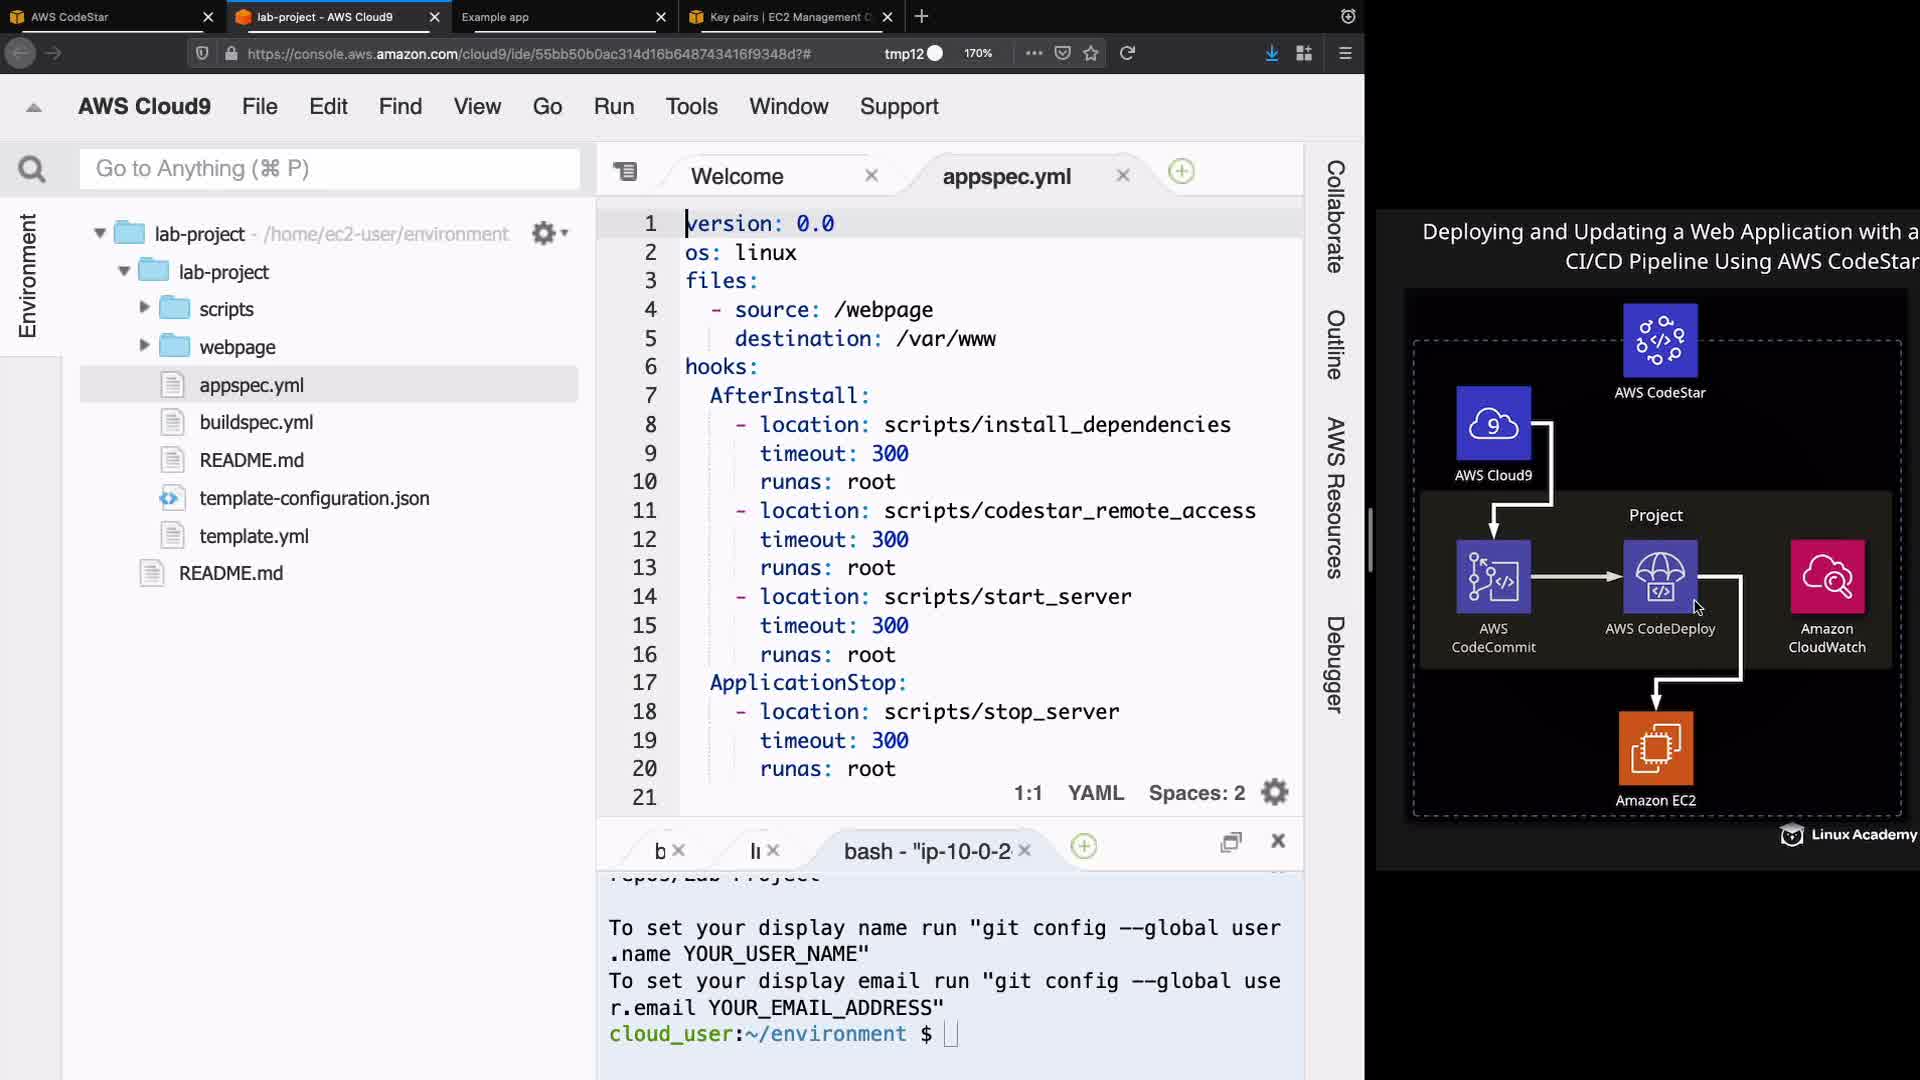 AWS CodeStar
lab-project - AWS Cloud9
Example app
Key pairs | EC2 Management C
https://console.aws.amazon.com/cloud9/ide/55bb50b0ac314d16b648743416f9348d?#
tmp12
170%
AWS Cloud9 File Edit Find View Go Run Tools Window Support
Go to Anything (⌘ P)
Environment
lab-project - /home/ec2-user/environment
lab-project
scripts
webpage
appspec.yml
buildspec.yml
README.md
template-configuration.json
template.yml
README.md
Welcome
appspec.yml
1 version: 0.0
2 os: linux
3 files:
4 - source: /webpage
5 destination: /var/www
6 hooks:
7 AfterInstall:
8 - location: scripts/install_dependencies
9 timeout: 300
10 runas: root
11 - location: scripts/codestar_remote_access
12 timeout: 300
13 runas: root
14 - location: scripts/start_server
15 timeout: 300
16 runas: root
17 ApplicationStop:
18 - location: scripts/stop_server
19 timeout: 300
20 runas: root
21
1:1 YAML Spaces: 2
Collaborate
Outline
AWS Resources
Debugger
b
bash - "ip-10-0-2
To set your display name run "git config --global user
.name YOUR_USER_NAME"
To set your display email run "git config --global use
r.email YOUR_EMAIL_ADDRESS"
cloud_user:~/environment $
Deploying and Updating a Web Application with a
CI/CD Pipeline Using AWS CodeStar
AWS CodeStar
9
AWS Cloud9
Project
AWS
CodeCommit
AWS CodeDeploy
Amazon
CloudWatch
Amazon EC2
Linux Academy